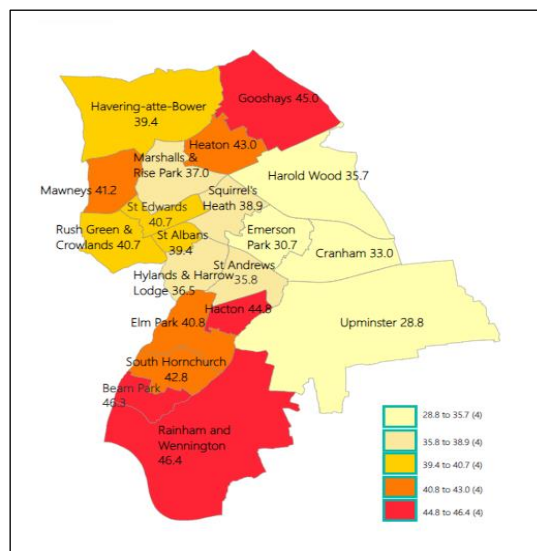 Havering-atte-Bower
39.4
Gooshays 45.0
Heaton 43.0
Marshalls &
Rise Park 37.0
Harold Wood 35.7
Mawneys 41.2
Squirrel's
Heath 38.9
St Edwards
40.7
Rush Green &
Crowlands 40.7
St Albans
39.4
Emerson
Park 30.7
Cranham 33.0
Hylands & Harrow
Lodge 36.5
St Andrews
35.8
Hacton 44.8
Elm Park 40.8
Upminster 28.8
South Hornchurch
42.8
Beam Park
46.3
Rainham and
Wennington
46.4
28.8 to 35.7 (4)
35.8 to 38.9 (4)
39.4 to 40.7 (4)
40.8 to 43.0 (4)
44.8 to 46.4 (4)